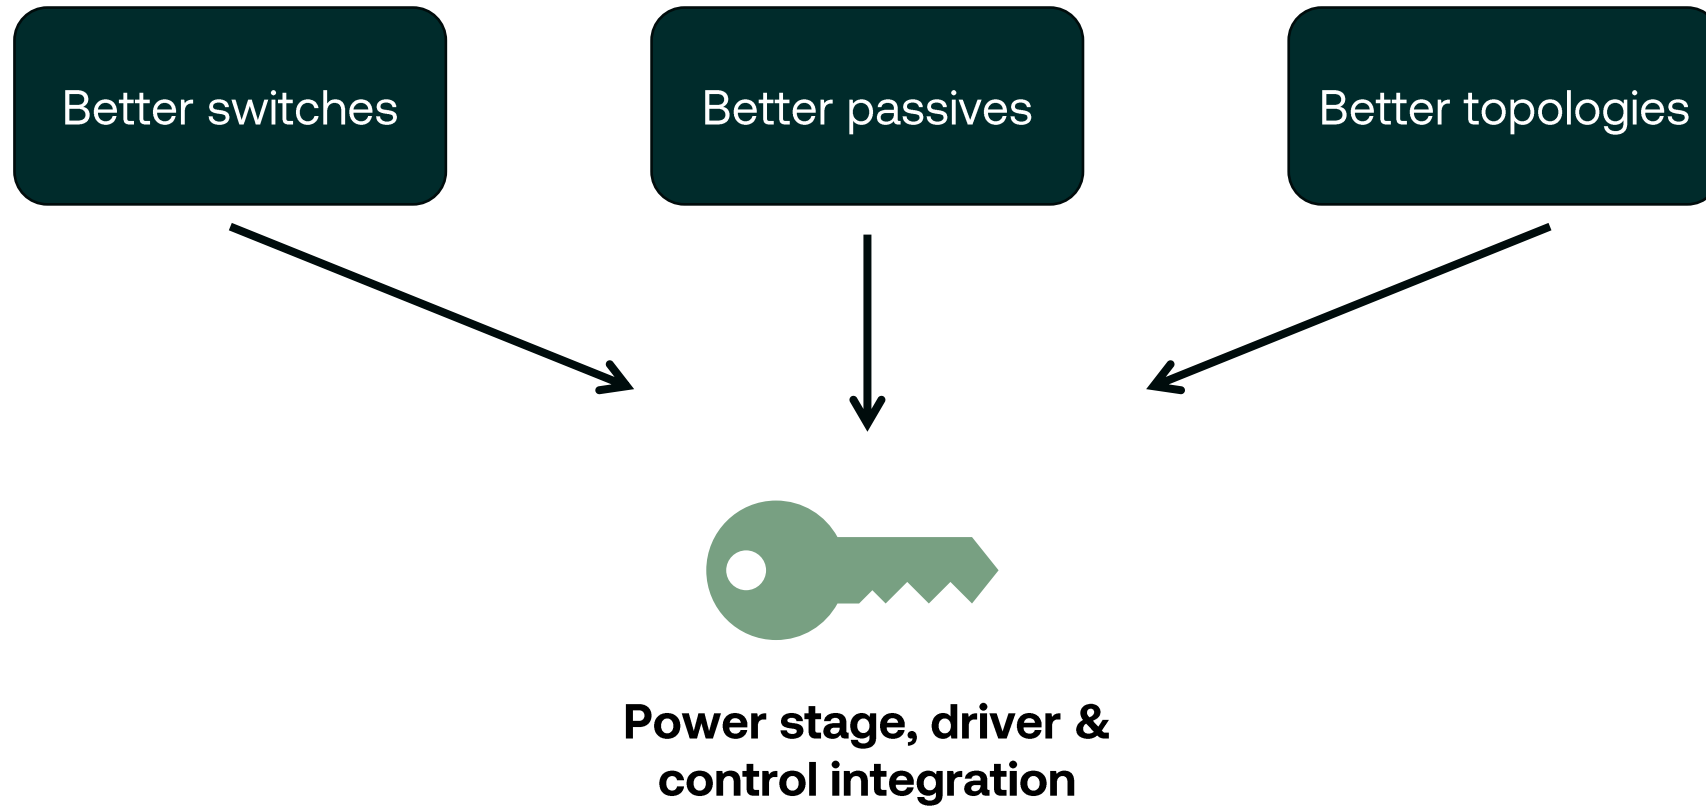 Better switches
Better passives
Better topologies
Power stage, driver &
control integration